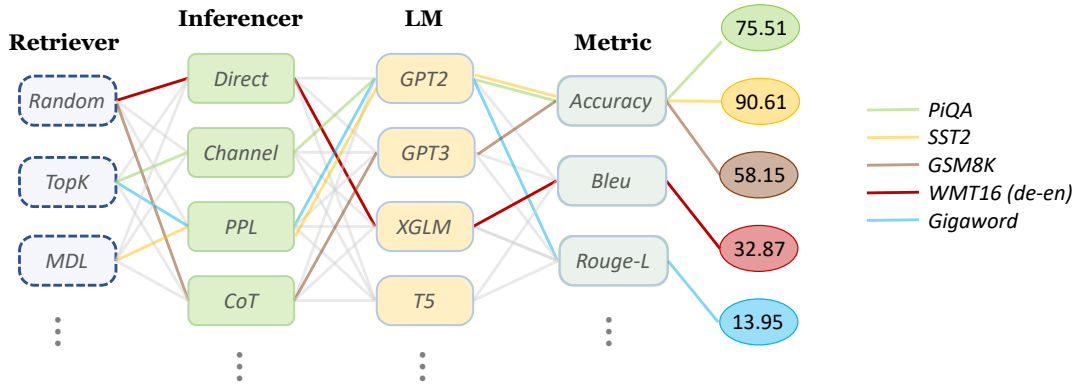 Retriever
Inferencer
LM
Metric
Random
TopK
MDL
Direct
Channel
PPL
CoT
GPT2
GPT3
XGLM
T5
Accuracy
Bleu
Rouge-L
75.51
90.61
58.15
32.87
13.95
PiQA
SST2
GSM8K
WMT16 (de-en)
Gigaword